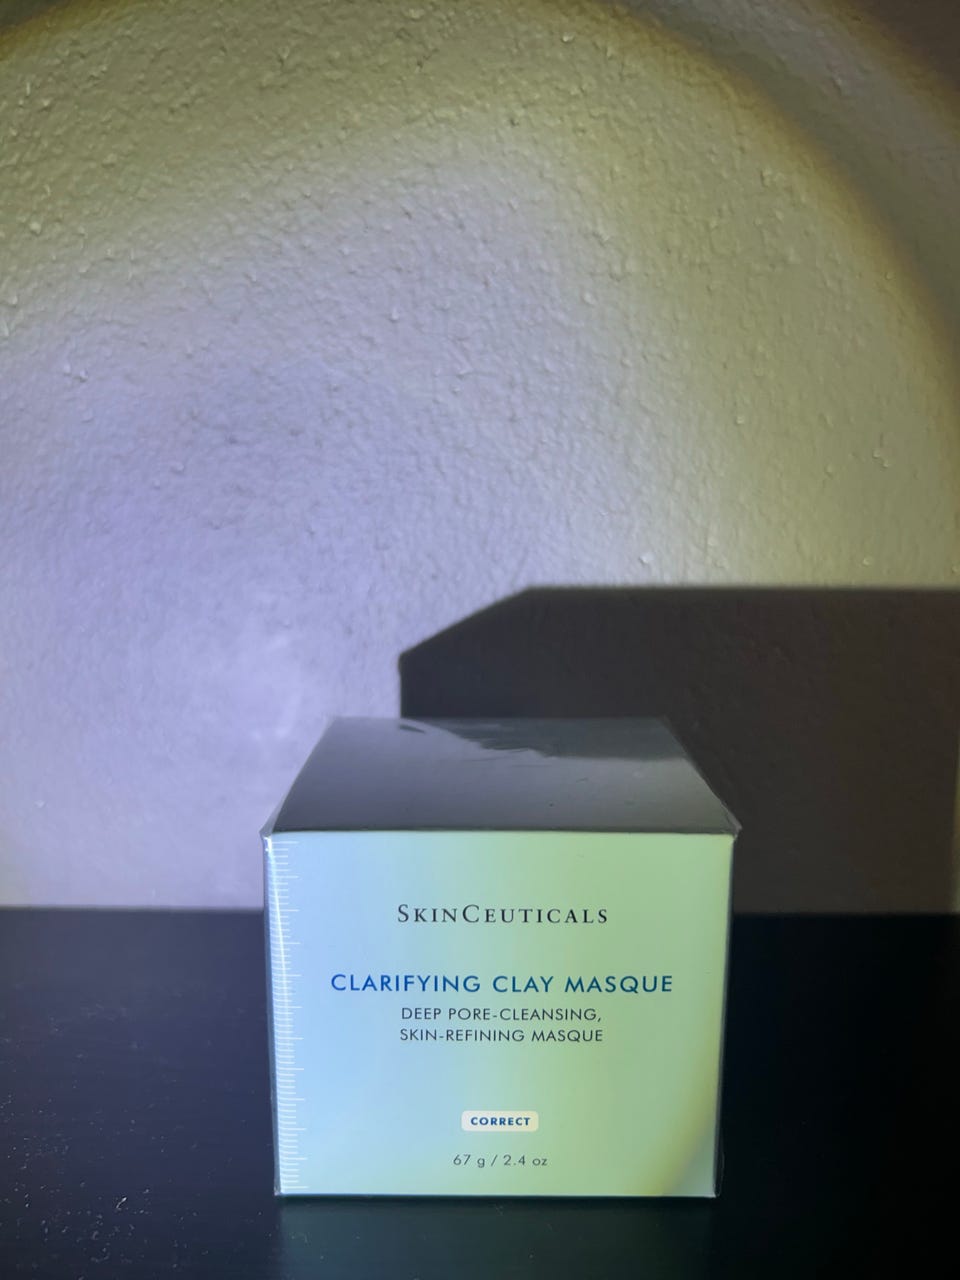 SKINCEUTICALS
CLARIFYING CLAY MASQUE
DEEP PORE-CLEANSING,
SKIN-REFINING MASQUE
CORRECT
67 g / 2.4 oz